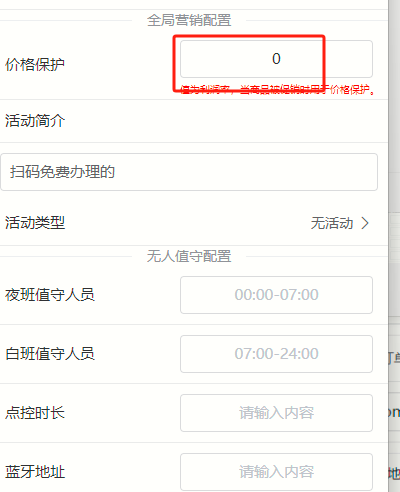 全局营销配置
价格保护
0
值为利润率，当商品被促销时用于价格保护。
活动简介
扫码免费办理的
活动类型
无活动
无人值守配置
夜班值守人员
00:00-07:00
白班值守人员
07:00-24:00
点控时长
请输入内容
蓝牙地址
请输入内容